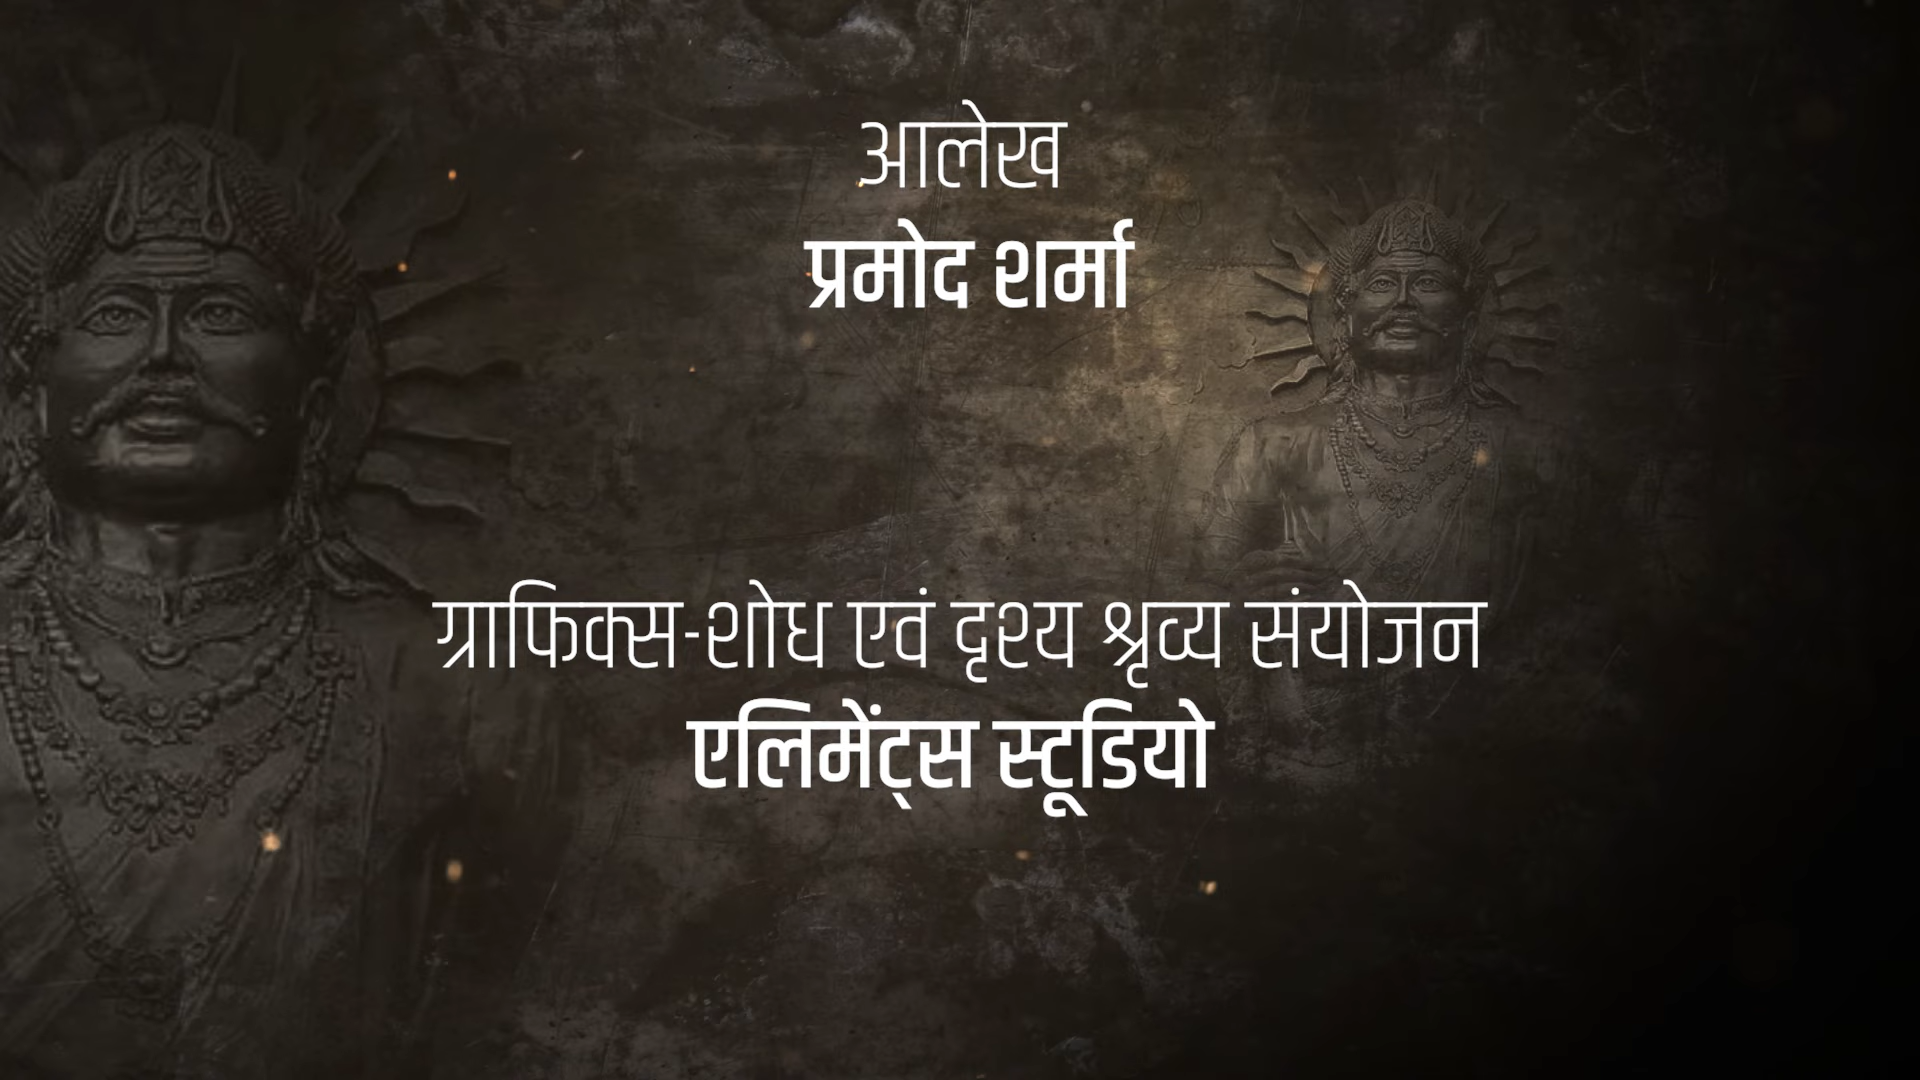 आलेख
प्रमोद शर्मा
ग्राफिक्स-शोध एवं दृश्य श्रृव्य संयोजन
एलिमेंट्स स्टूडियो